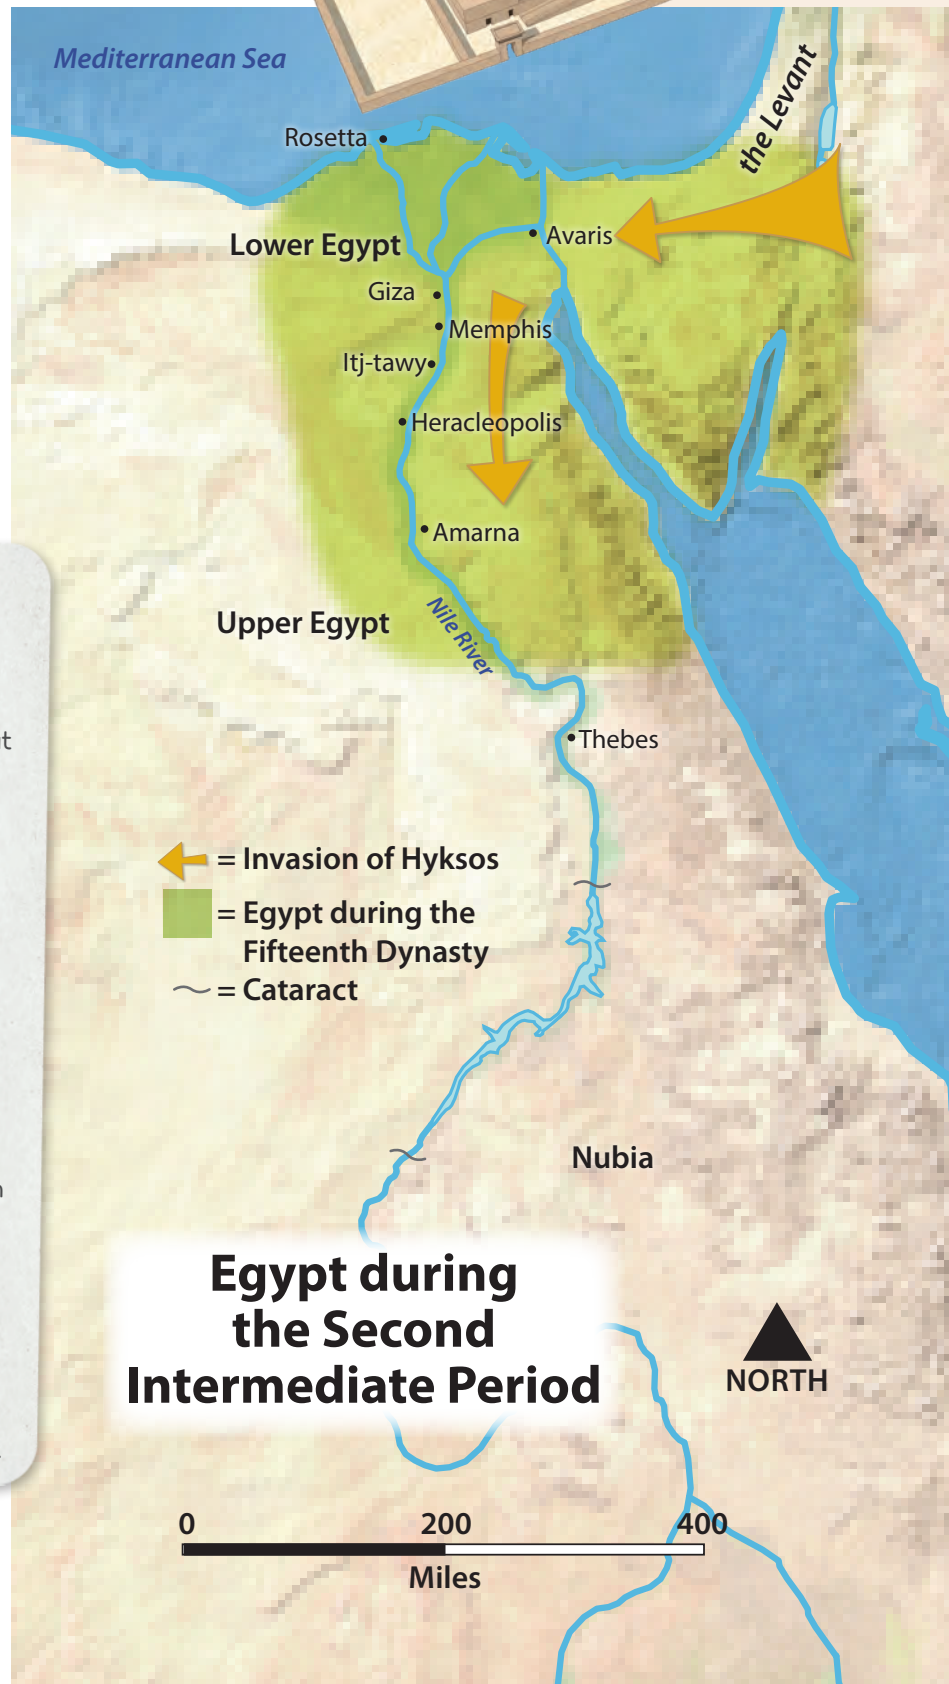 Mediterranean Sea
the Levant
Rosetta
Lower Egypt
Avaris
Giza
Memphis
Itj-tawy
Heracleopolis
Amarna
Nile River
Upper Egypt
Thebes
= Invasion of Hyksos
= Egypt during the
Fifteenth Dynasty
= Cataract
Nubia
Egypt during
the Second
Intermediate Period
NORTH
0 200 400
Miles